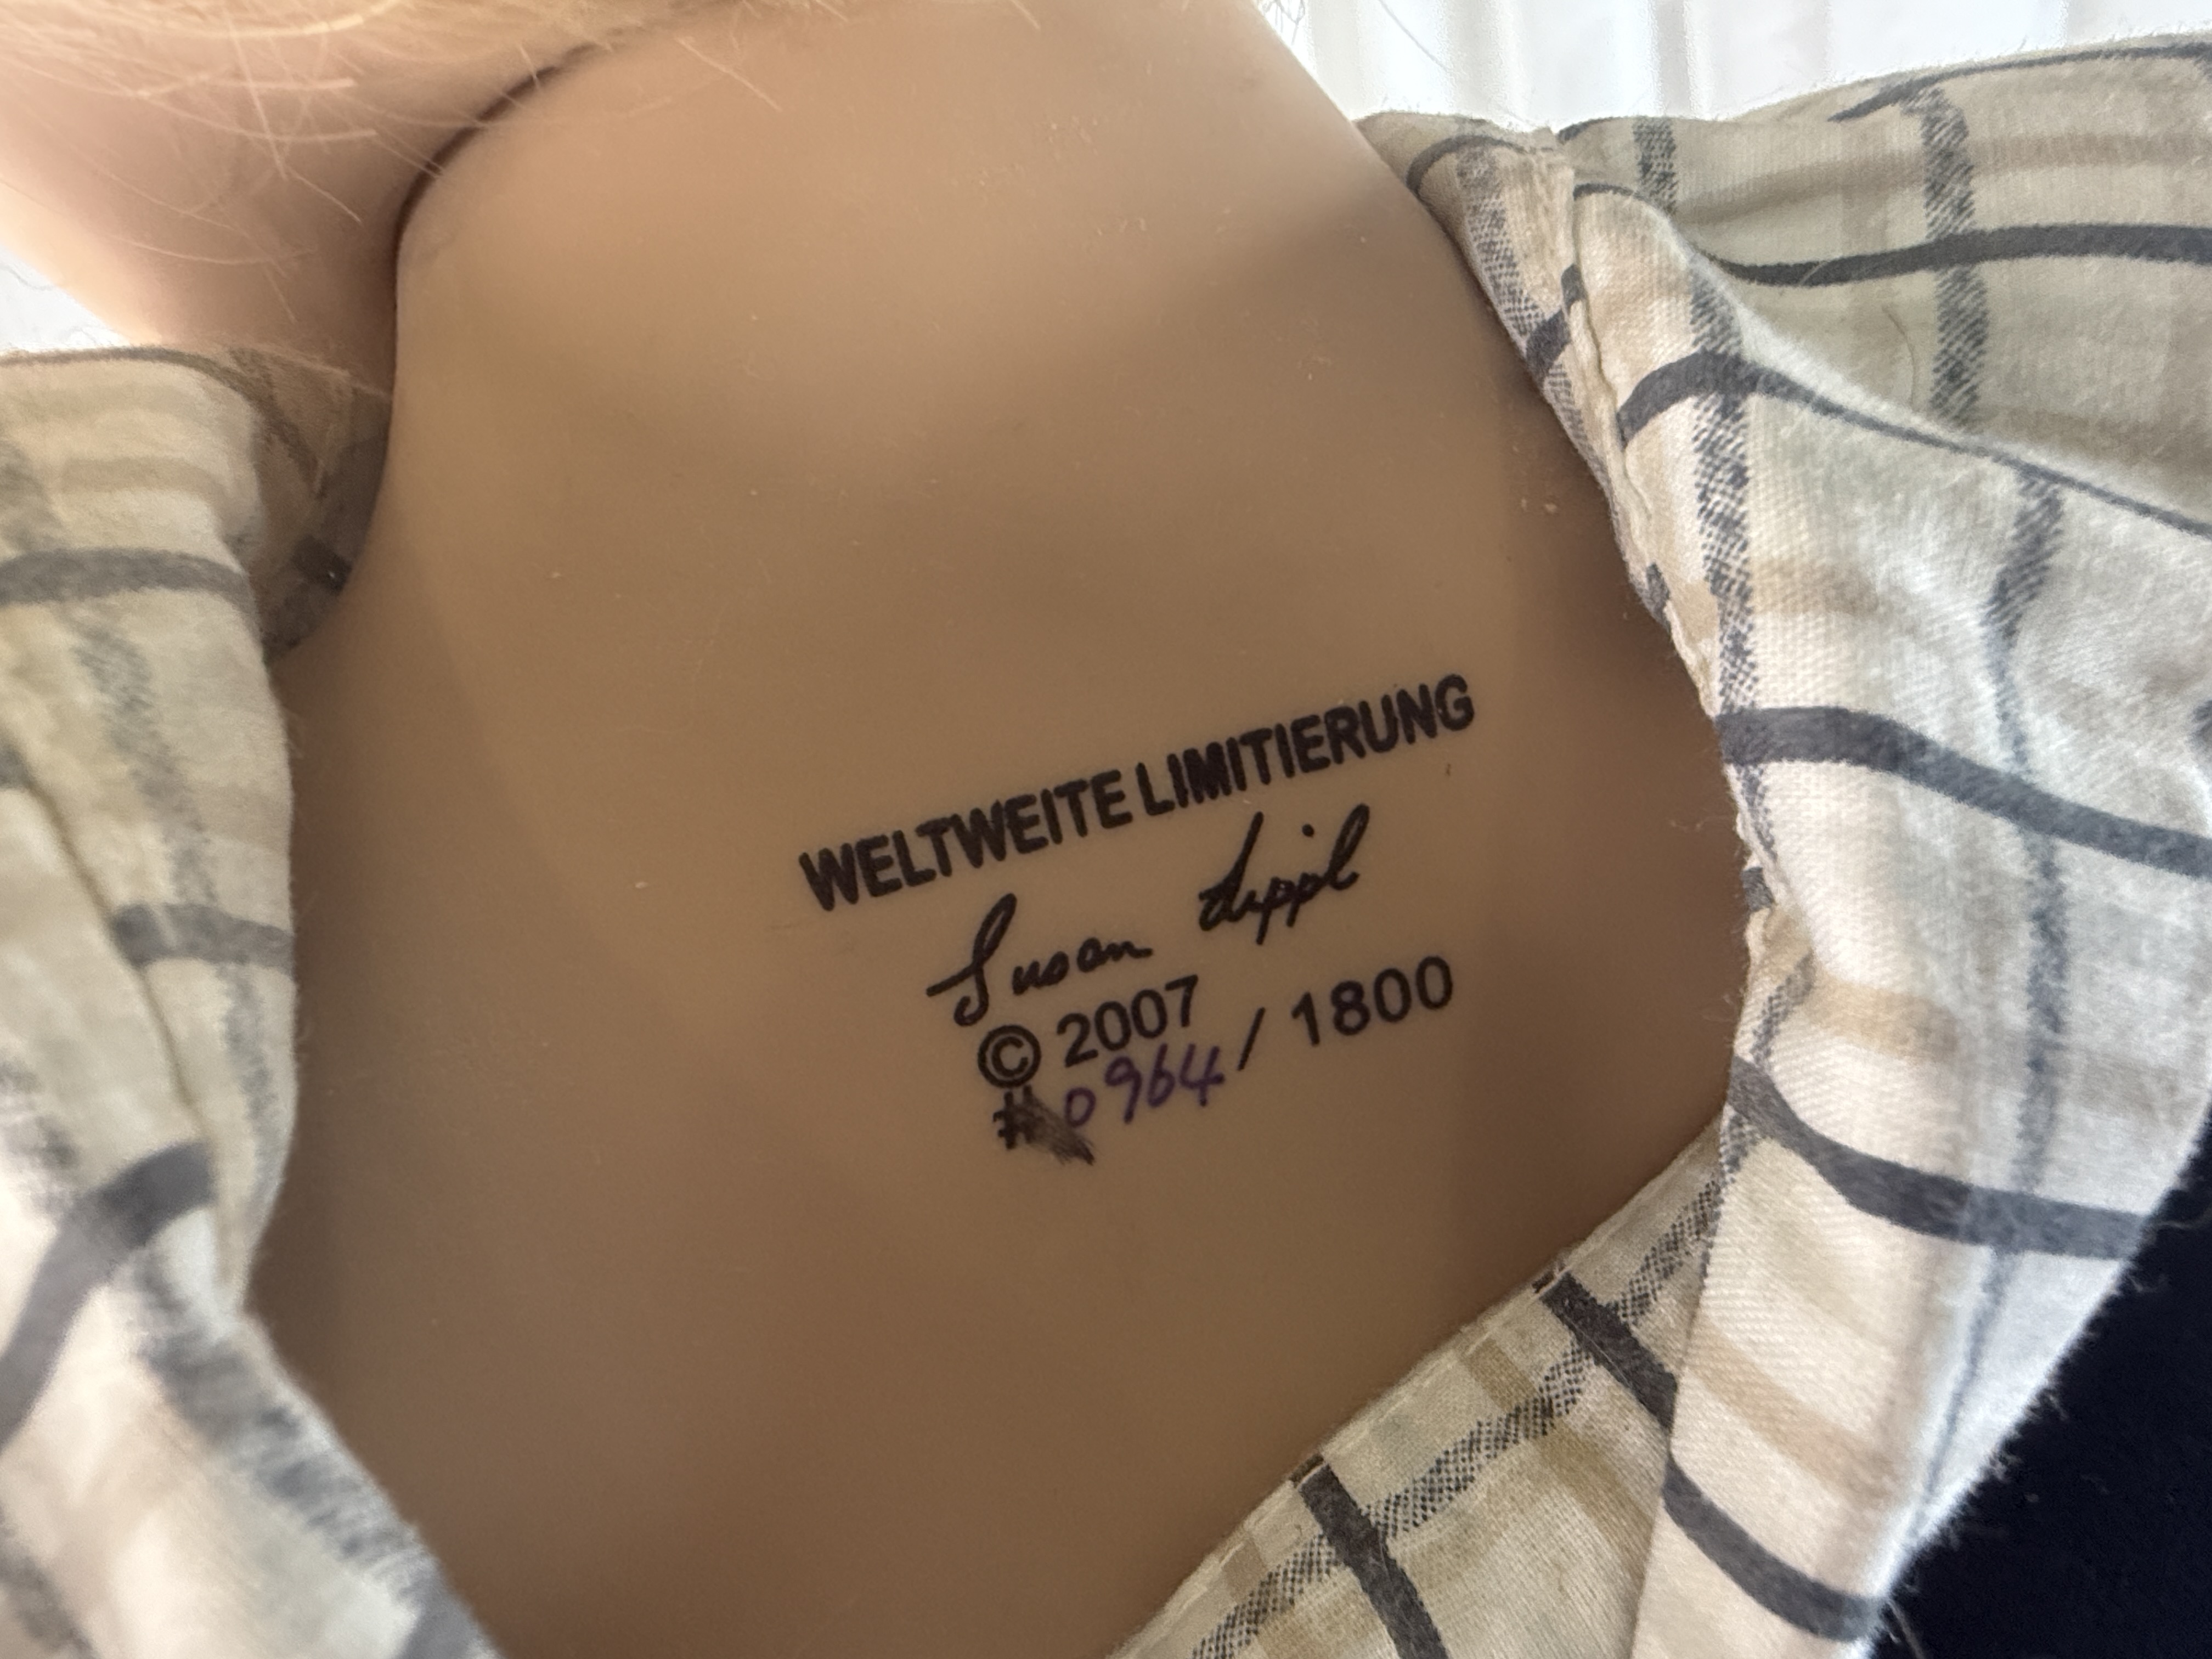 WELTWEITE LIMITIERUNG
Susan Lippl
© 2007
# 0964 / 1800